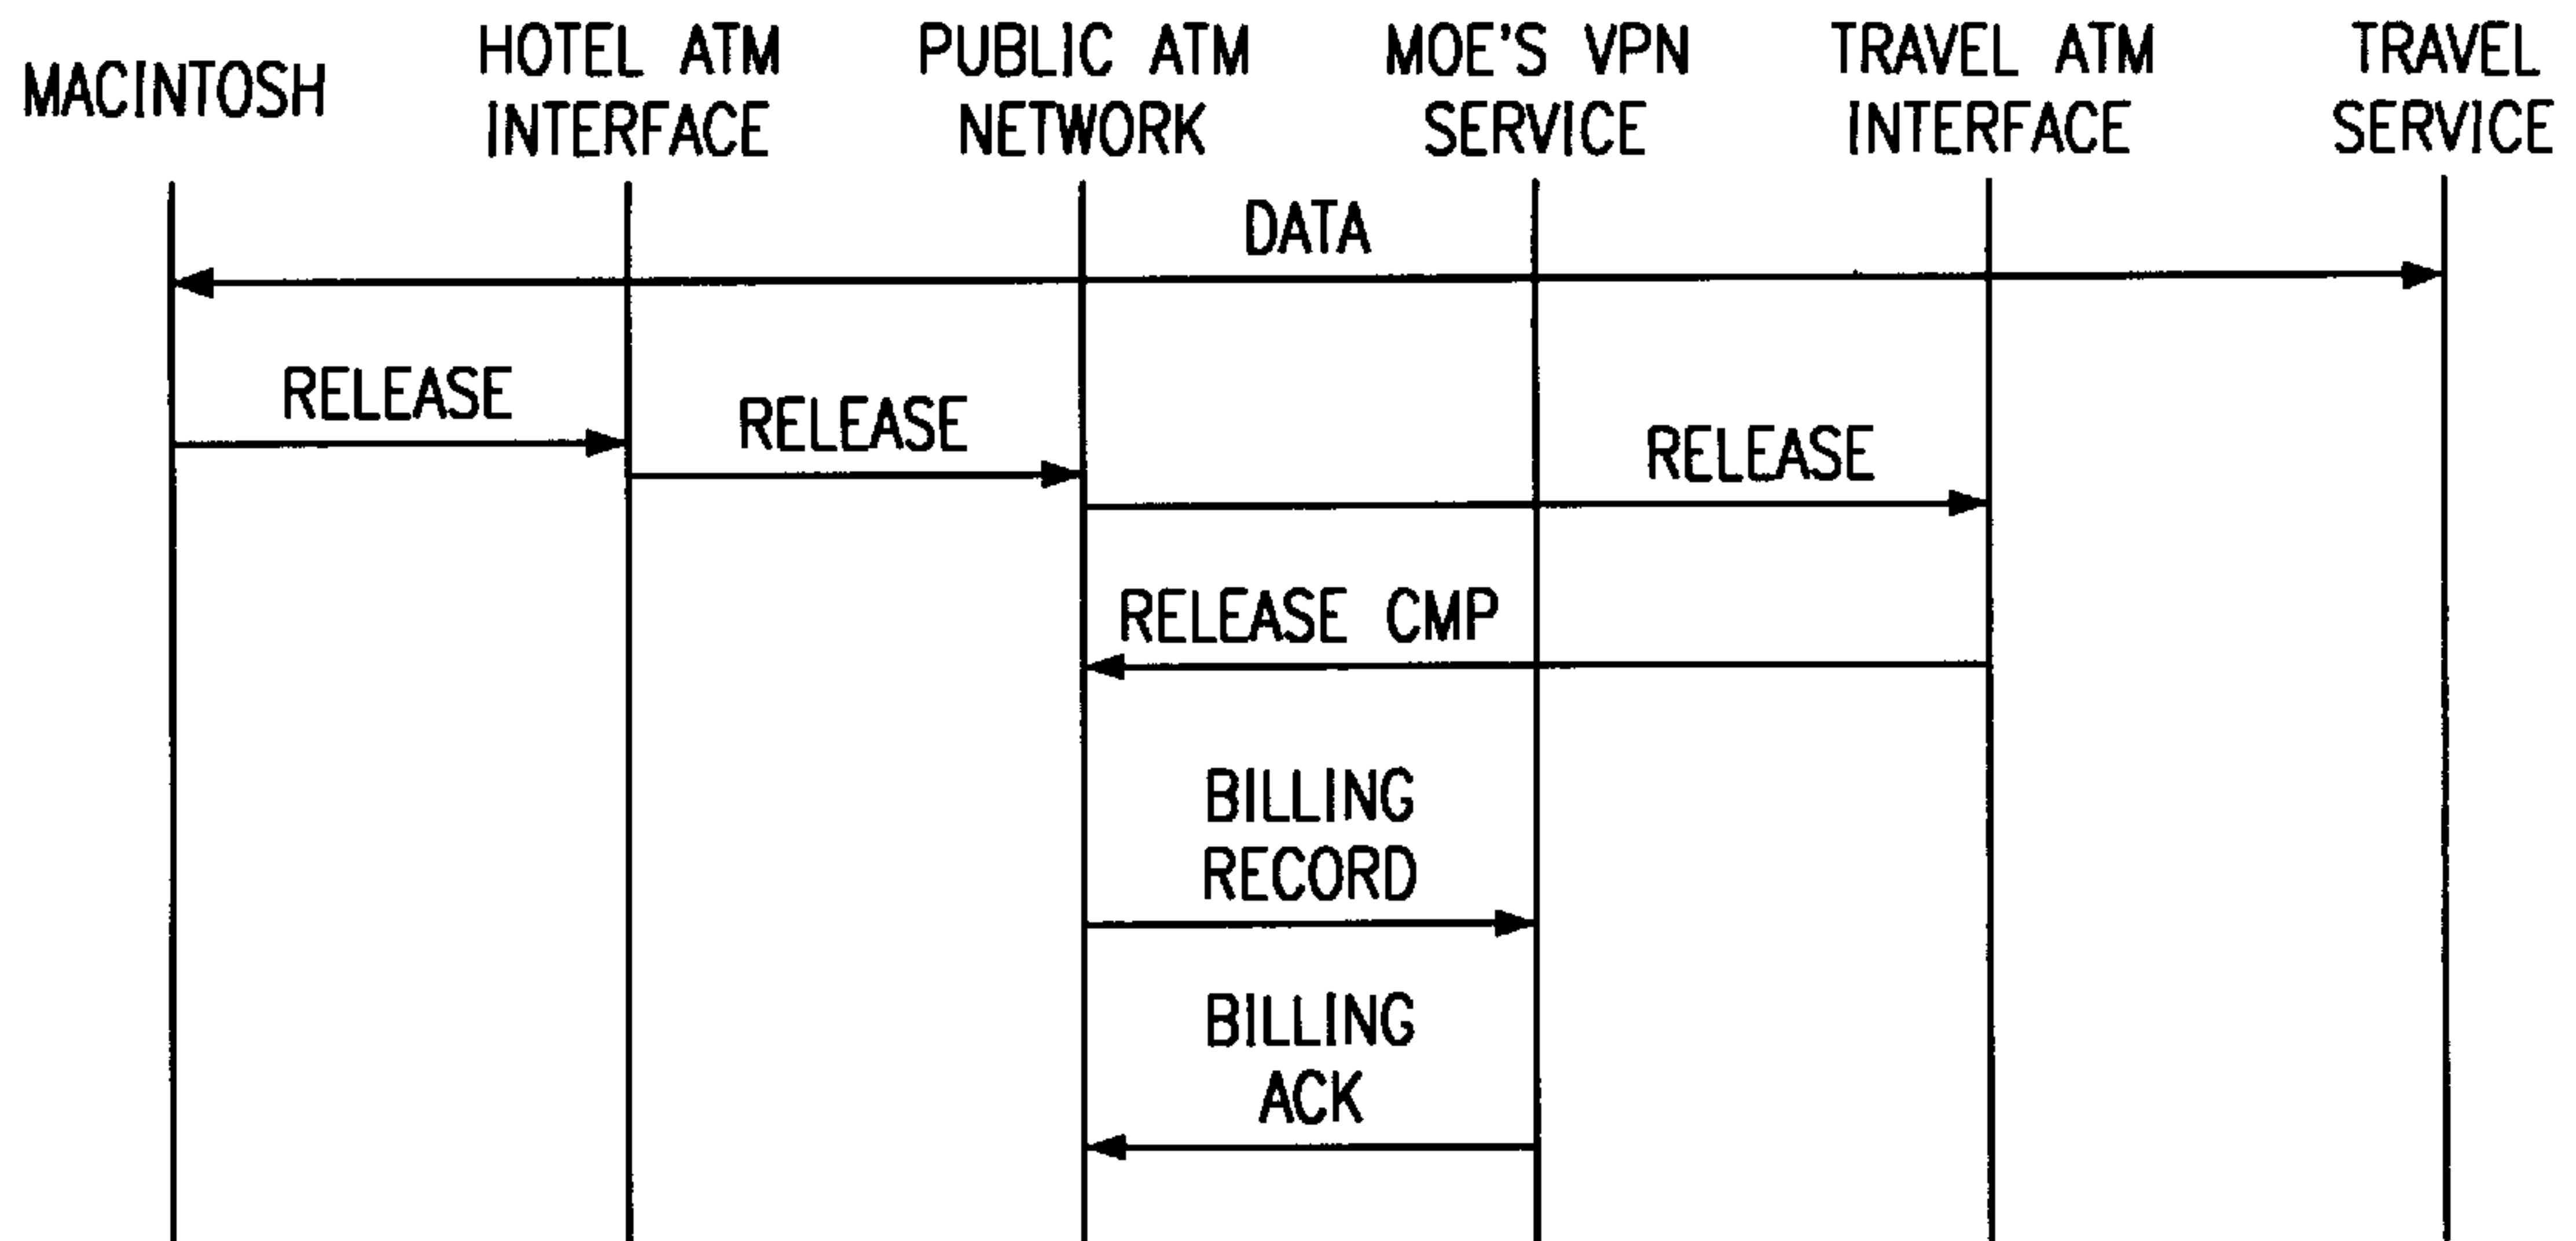 MACINTOSH
HOTEL ATM
INTERFACE
PUBLIC ATM
NETWORK
MOE'S VPN
SERVICE
TRAVEL ATM
INTERFACE
TRAVEL
SERVICE
DATA
RELEASE
RELEASE
RELEASE
RELEASE CMP
BILLING
RECORD
BILLING
ACK